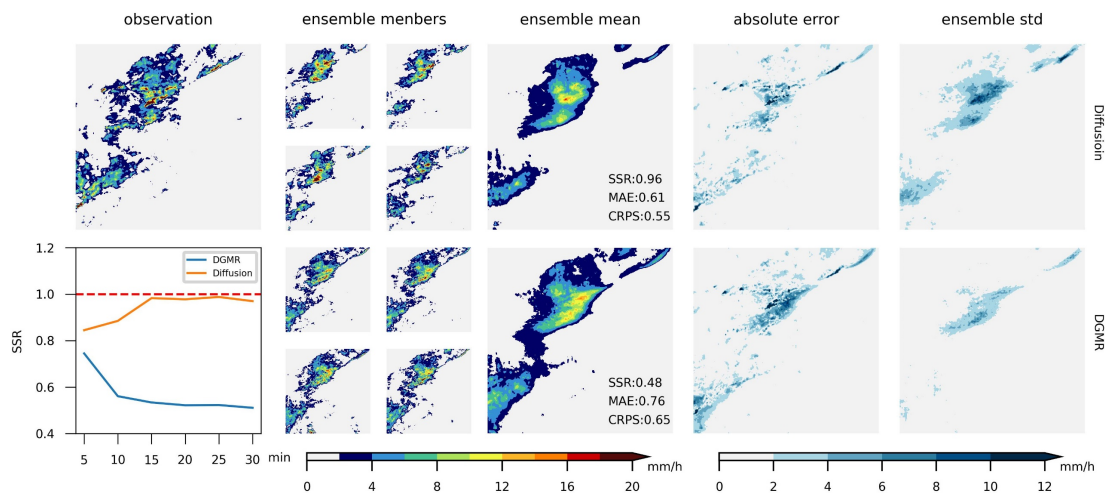 observation
ensemble menbers
ensemble mean
absolute error
ensemble std
SSR:0.96
MAE:0.61
CRPS:0.55
Diffusioin
1.2
1.0
0.8
0.6
0.4
SSR
DGMR
Diffusion
5 10 15 20 25 30 min
SSR:0.48
MAE:0.76
CRPS:0.65
DGMR
0 4 8 12 16 20 mm/h
0 2 4 6 8 10 12 mm/h